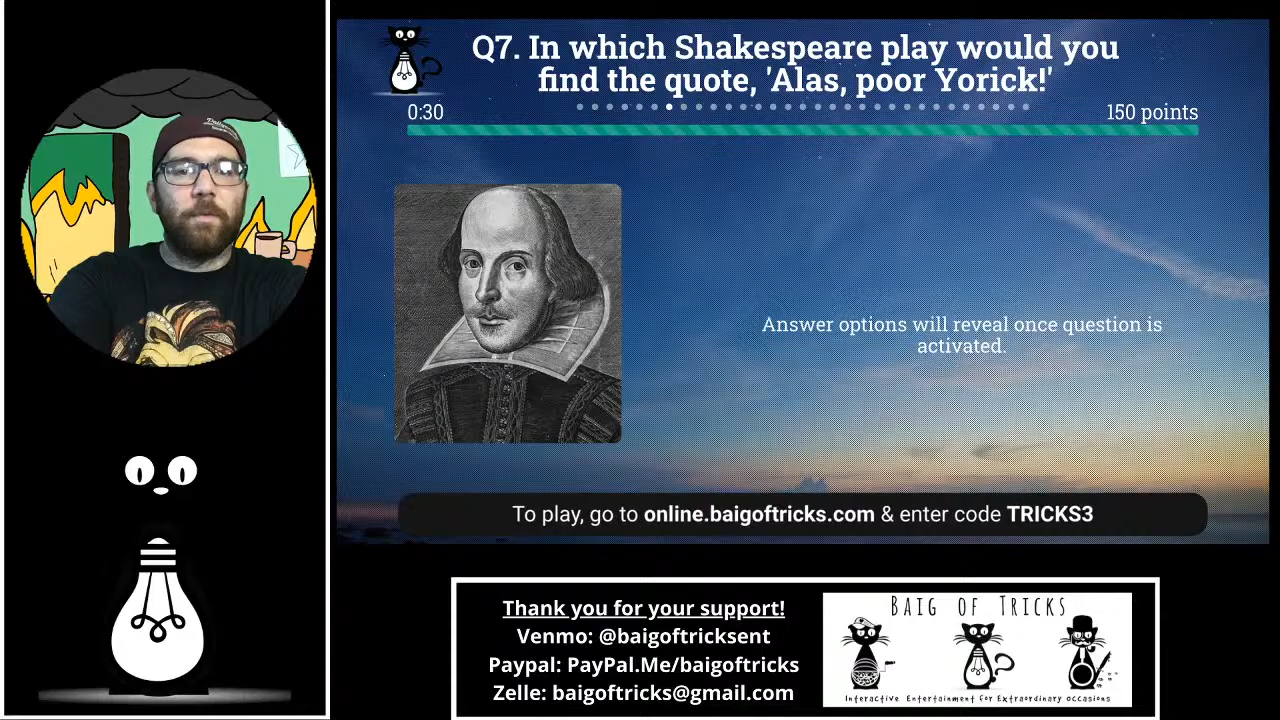 Q7. In which Shakespeare play would you
find the quote, 'Alas, poor Yorick!'
0:30
150 points
Answer options will reveal once question is
activated.
To play, go to online.baigoftricks.com & enter code TRICKS3
Thank you for your support!
Venmo: @baigoftricksent
Paypal: PayPal.Me/baigoftricks
Zelle: baigoftricks@gmail.com
BAIG OF TRICKS
Interactive Entertainment for Extraordinary occasions